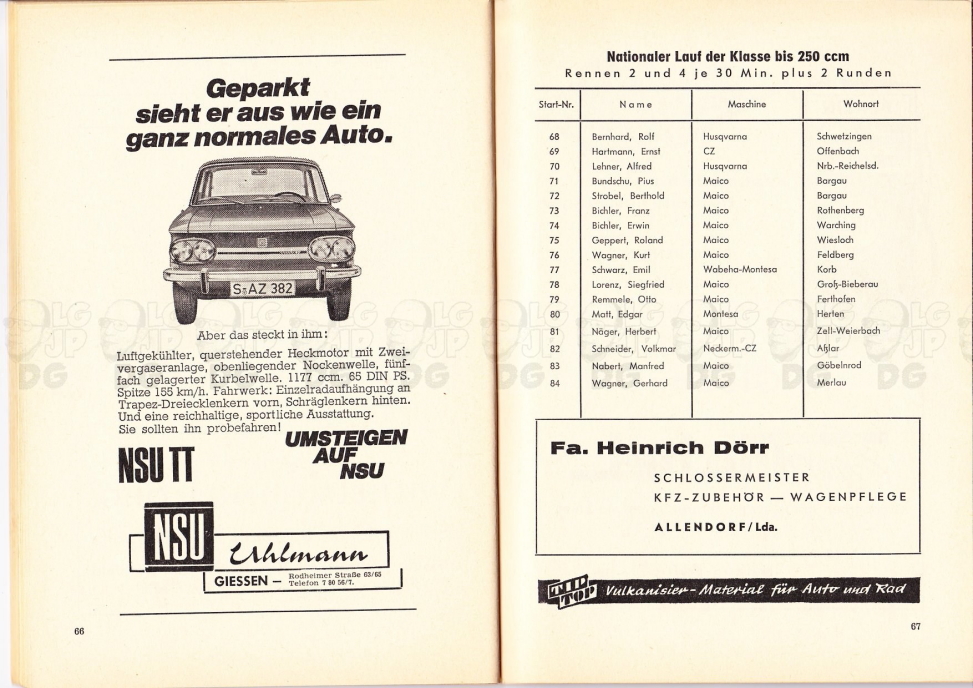 Geparkt
sieht er aus wie ein
ganz normales Auto.
S-AZ 382
Aber das steckt in ihm:
Luftgekühlter, querstehender Heckmotor mit Zwei-
vergaseranlage, obenliegender Nockenwelle, fünf-
fach gelagerter Kurbelwelle. 1177 ccm. 65 DIN PS.
Spitze 155 km/h. Fahrwerk: Einzelradaufhängung an
Trapez-Dreiecklenkern vorn, Schräglenkern hinten.
Und eine reichhaltige, sportliche Ausstattung.
Sie sollten ihn probefahren!
UMSTEIGEN
AUF
NSU
NSU TT
NSU
Uhlmann
GIESSEN – Rodheimer Straße 63/65
Telefon 7 80 56/7.
66
Nationaler Lauf der Klasse bis 250 ccm
Rennen 2 und 4 je 30 Min. plus 2 Runden
Start-Nr. Name Maschine Wohnort
68 Bernhard, Rolf Husqvarna Schwetzingen
69 Hartmann, Ernst CZ Offenbach
70 Lehner, Alfred Husqvarna Nrb.-Reichelsd.
71 Bundschu, Pius Maico Bargau
72 Strobel, Berthold Maico Bargau
73 Bichler, Franz Maico Rothenberg
74 Bichler, Erwin Maico Warching
75 Geppert, Roland Maico Wiesloch
76 Wagner, Kurt Maico Feldberg
77 Schwarz, Emil Wabeha-Montesa Korb
78 Lorenz, Siegfried Maico Groß-Bieberau
79 Remmele, Otto Maico Ferthofen
80 Matt, Edgar Montesa Herten
81 Näger, Herbert Maico Zell-Weierbach
82 Schneider, Volkmar Neckerm.-CZ Aßlar
83 Nabert, Manfred Maico Göbelnrod
84 Wagner, Gerhard Maico Merlau
Fa. Heinrich Dörr
SCHLOSSERMEISTER
KFZ-ZUBEHÖR — WAGENPFLEGE
ALLENDORF/Lda.
TIP TOP Vulkanisier-Material für Auto und Rad
67
LG JP DG